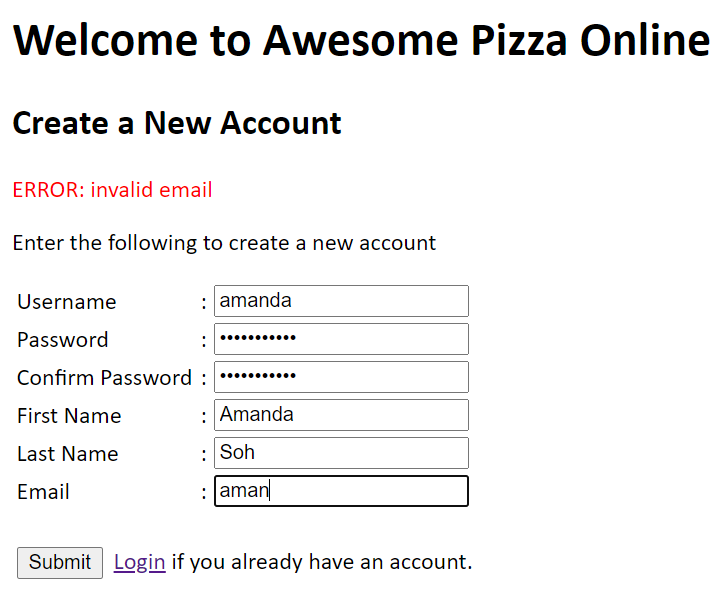 Welcome to Awesome Pizza Online
Create a New Account
ERROR: invalid email
Enter the following to create a new account
Username : amanda
Password : •••••••••••
Confirm Password : •••••••••••
First Name : Amanda
Last Name : Soh
Email : aman
Submit Login if you already have an account.